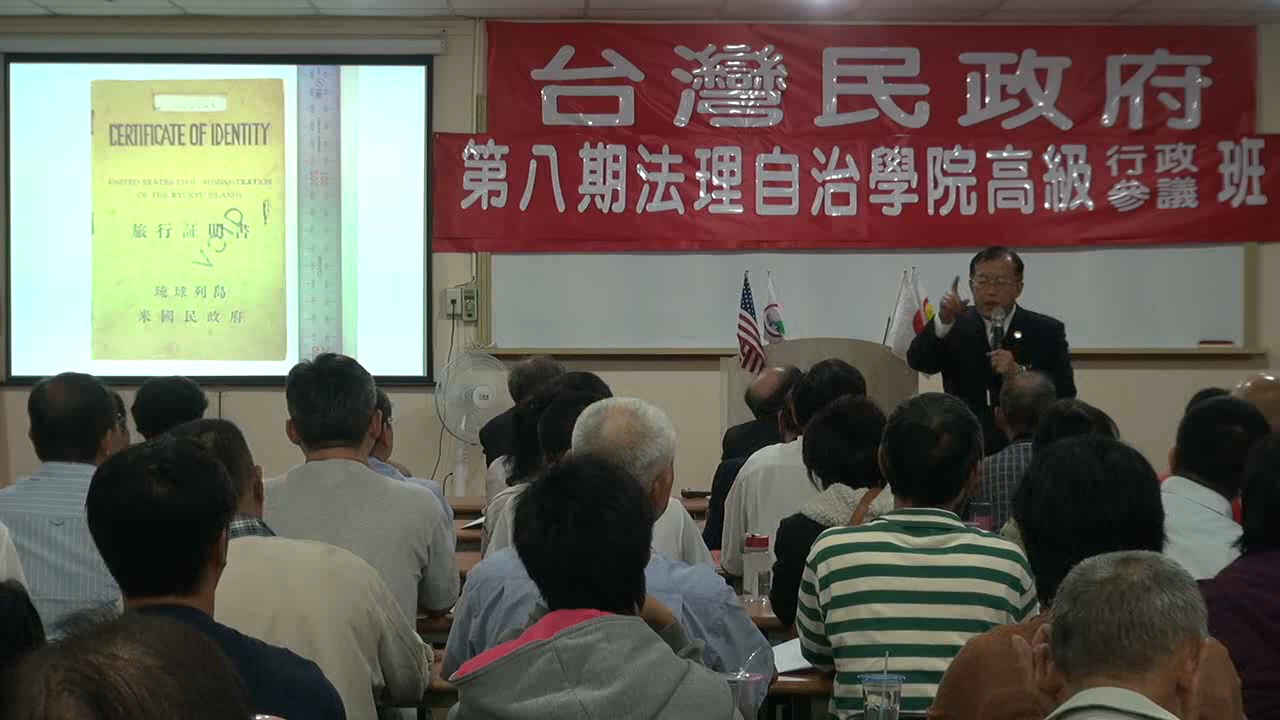 台灣民政府
第八期法理自治學院高級行政參議班
CERTIFICATE OF IDENTITY
UNITED STATES CIVIL ADMINISTRATION
OF THE RYUKYU ISLANDS
旅行証明書
VOID
琉球列島
米國民政府